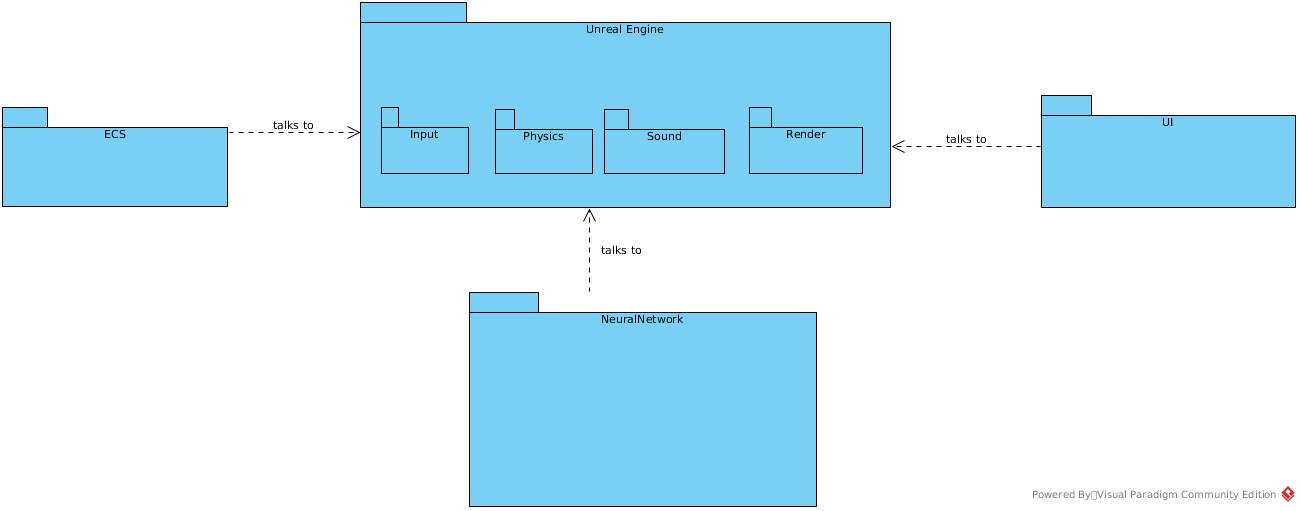 Unreal Engine
ECS
talks to
Input
Physics
Sound
Render
talks to
UI
talks to
NeuralNetwork
Powered By▯Visual Paradigm Community Edition